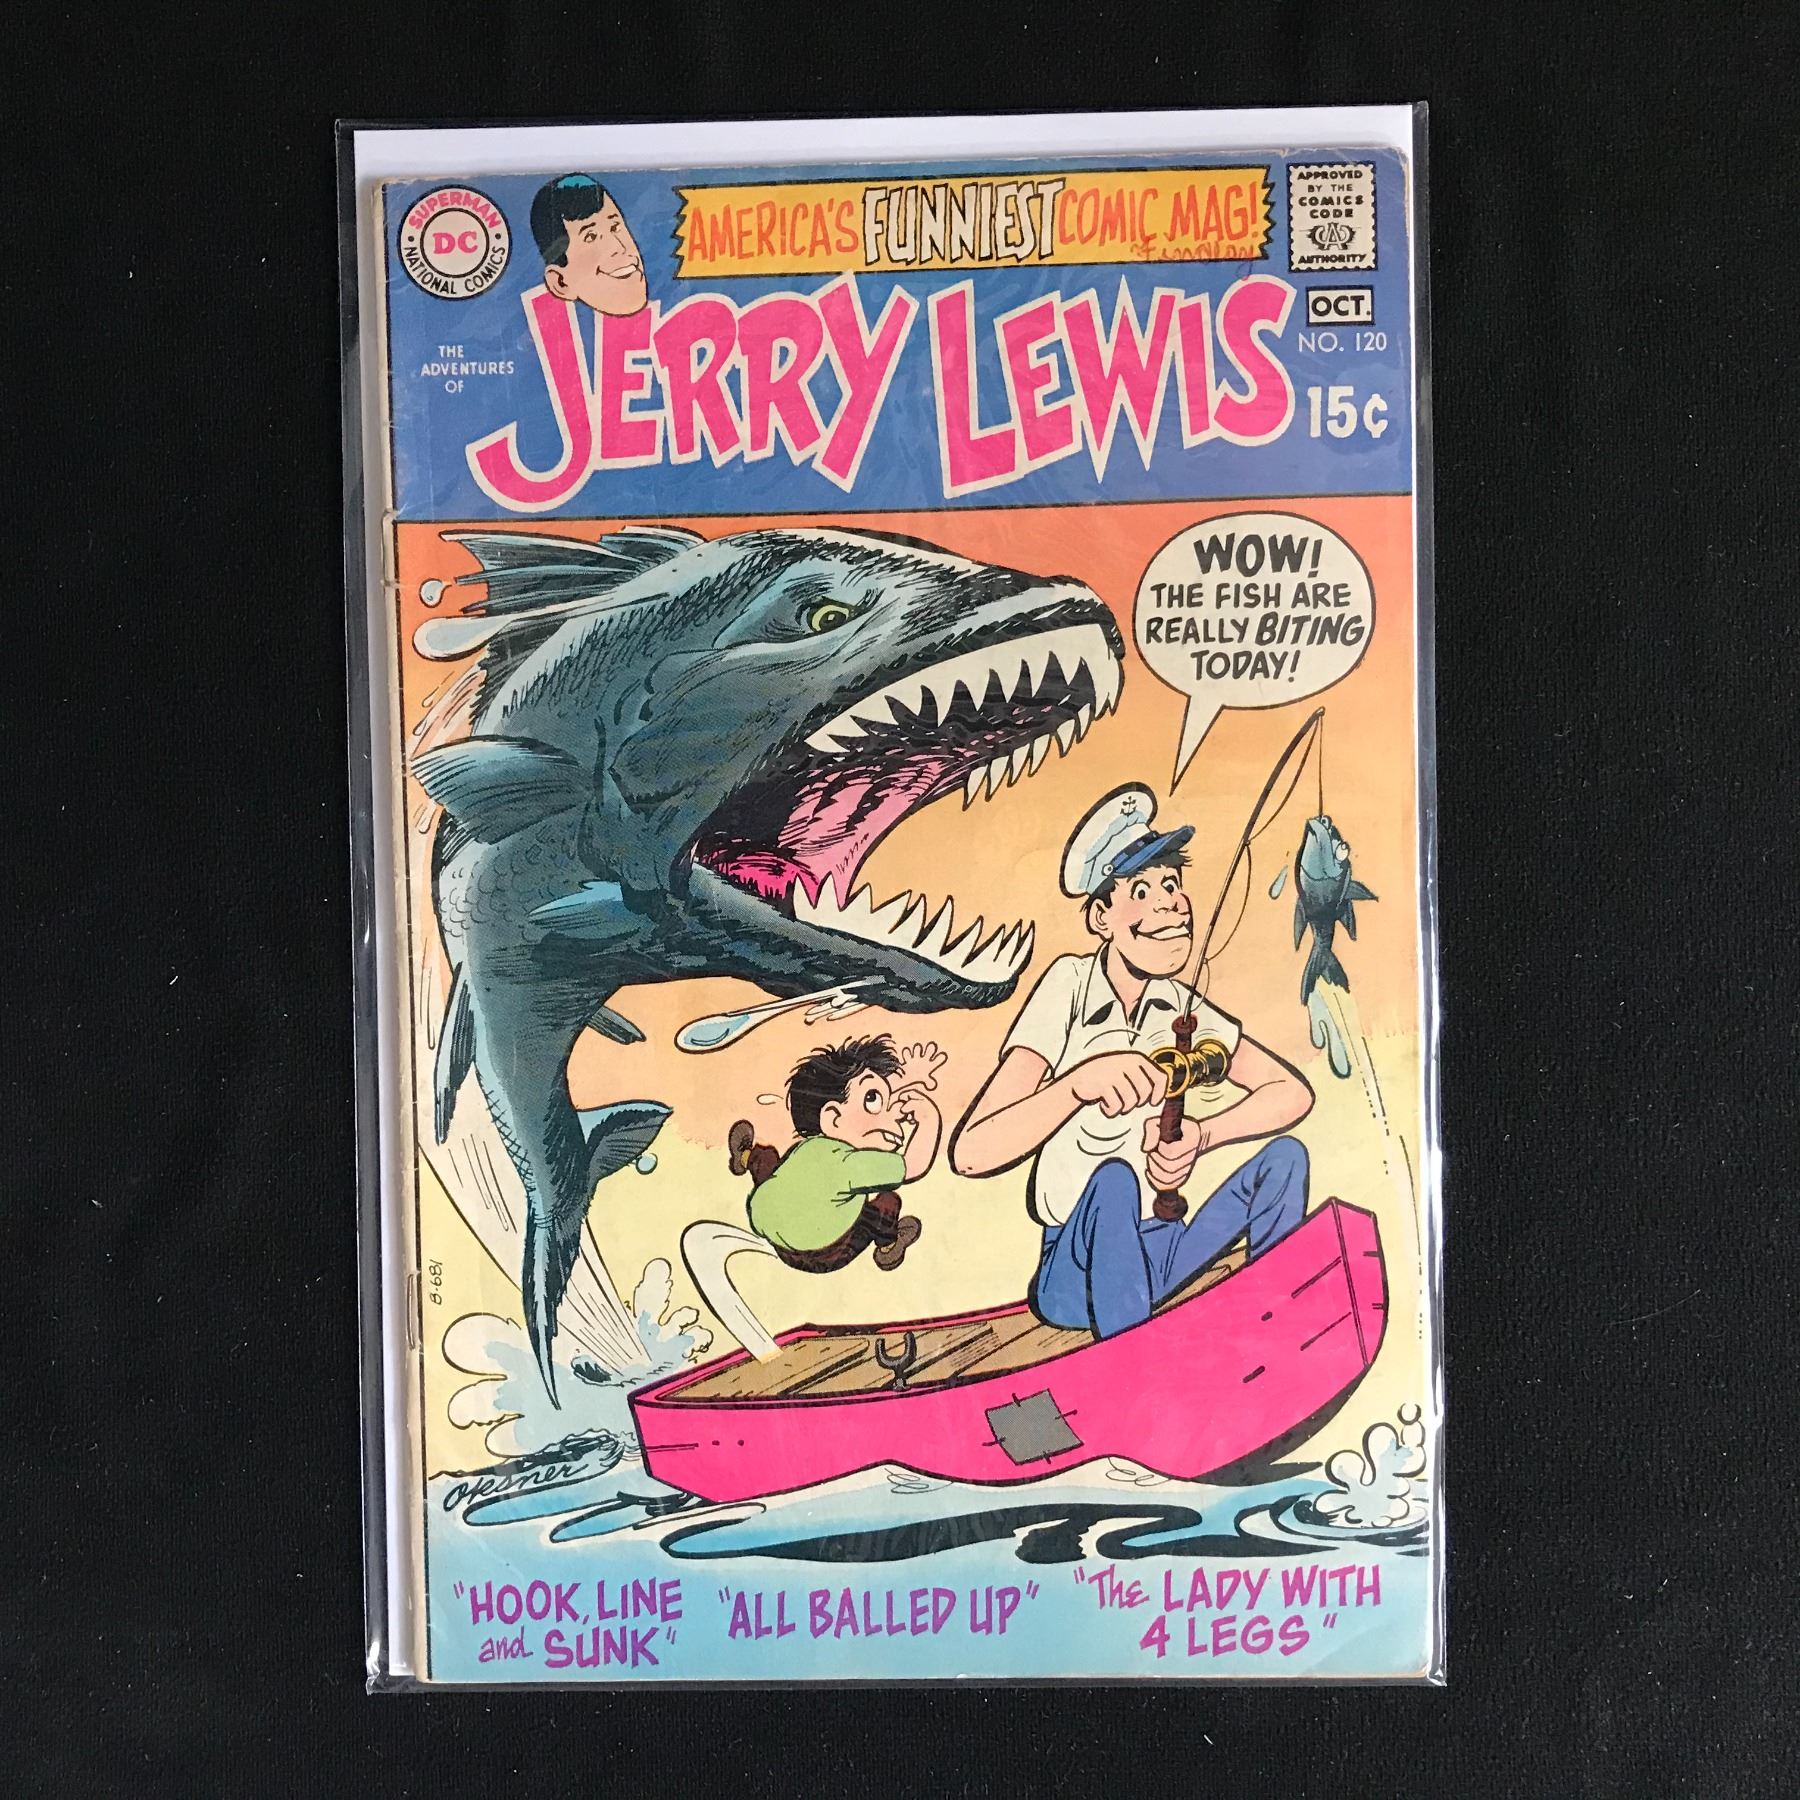 SUPERMAN
DC
NATIONAL COMICS
AMERICA'S FUNNIEST COMIC MAG!
APPROVED
BY THE
COMICS
CODE
CA
AUTHORITY
THE
ADVENTURES
OF
JERRY LEWIS
OCT.
NO. 120
15¢
WOW!
THE FISH ARE
REALLY BITING
TODAY!
8-681
oksner
"HOOK, LINE
and SUNK"
"ALL BALLED UP"
"The LADY WITH
4 LEGS"